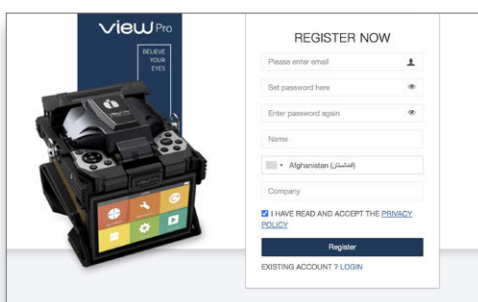 view Pro
BELIEVE
YOUR
EYES
REGISTER NOW
Please enter email
Set password here
Enter password again
Name
Afghanistan (‫افغانستان‬‎)
Company
I HAVE READ AND ACCEPT THE PRIVACY
POLICY
Register
EXISTING ACCOUNT ? LOGIN